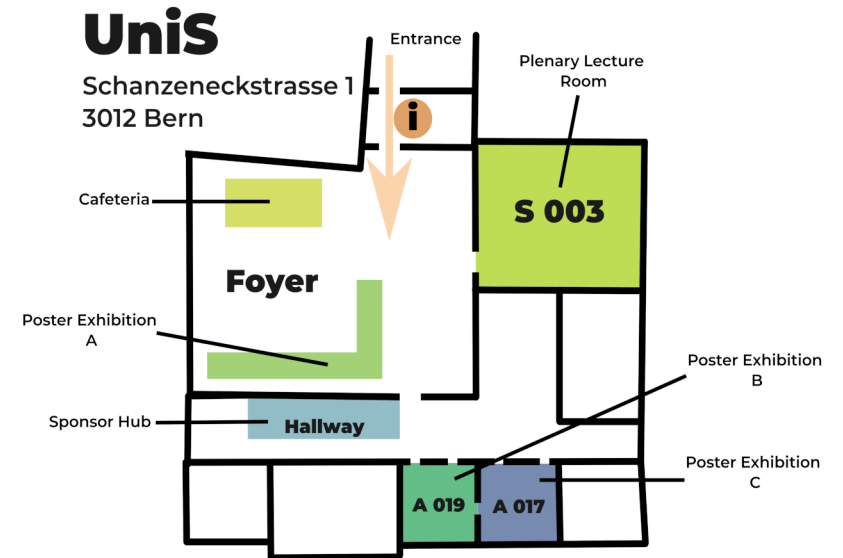 UniS
Schanzeneckstrasse 1
3012 Bern
Entrance
i
Plenary Lecture
Room
S 003
Cafeteria
Foyer
Poster Exhibition
A
Poster Exhibition
B
Sponsor Hub
Hallway
Poster Exhibition
C
A 019
A 017